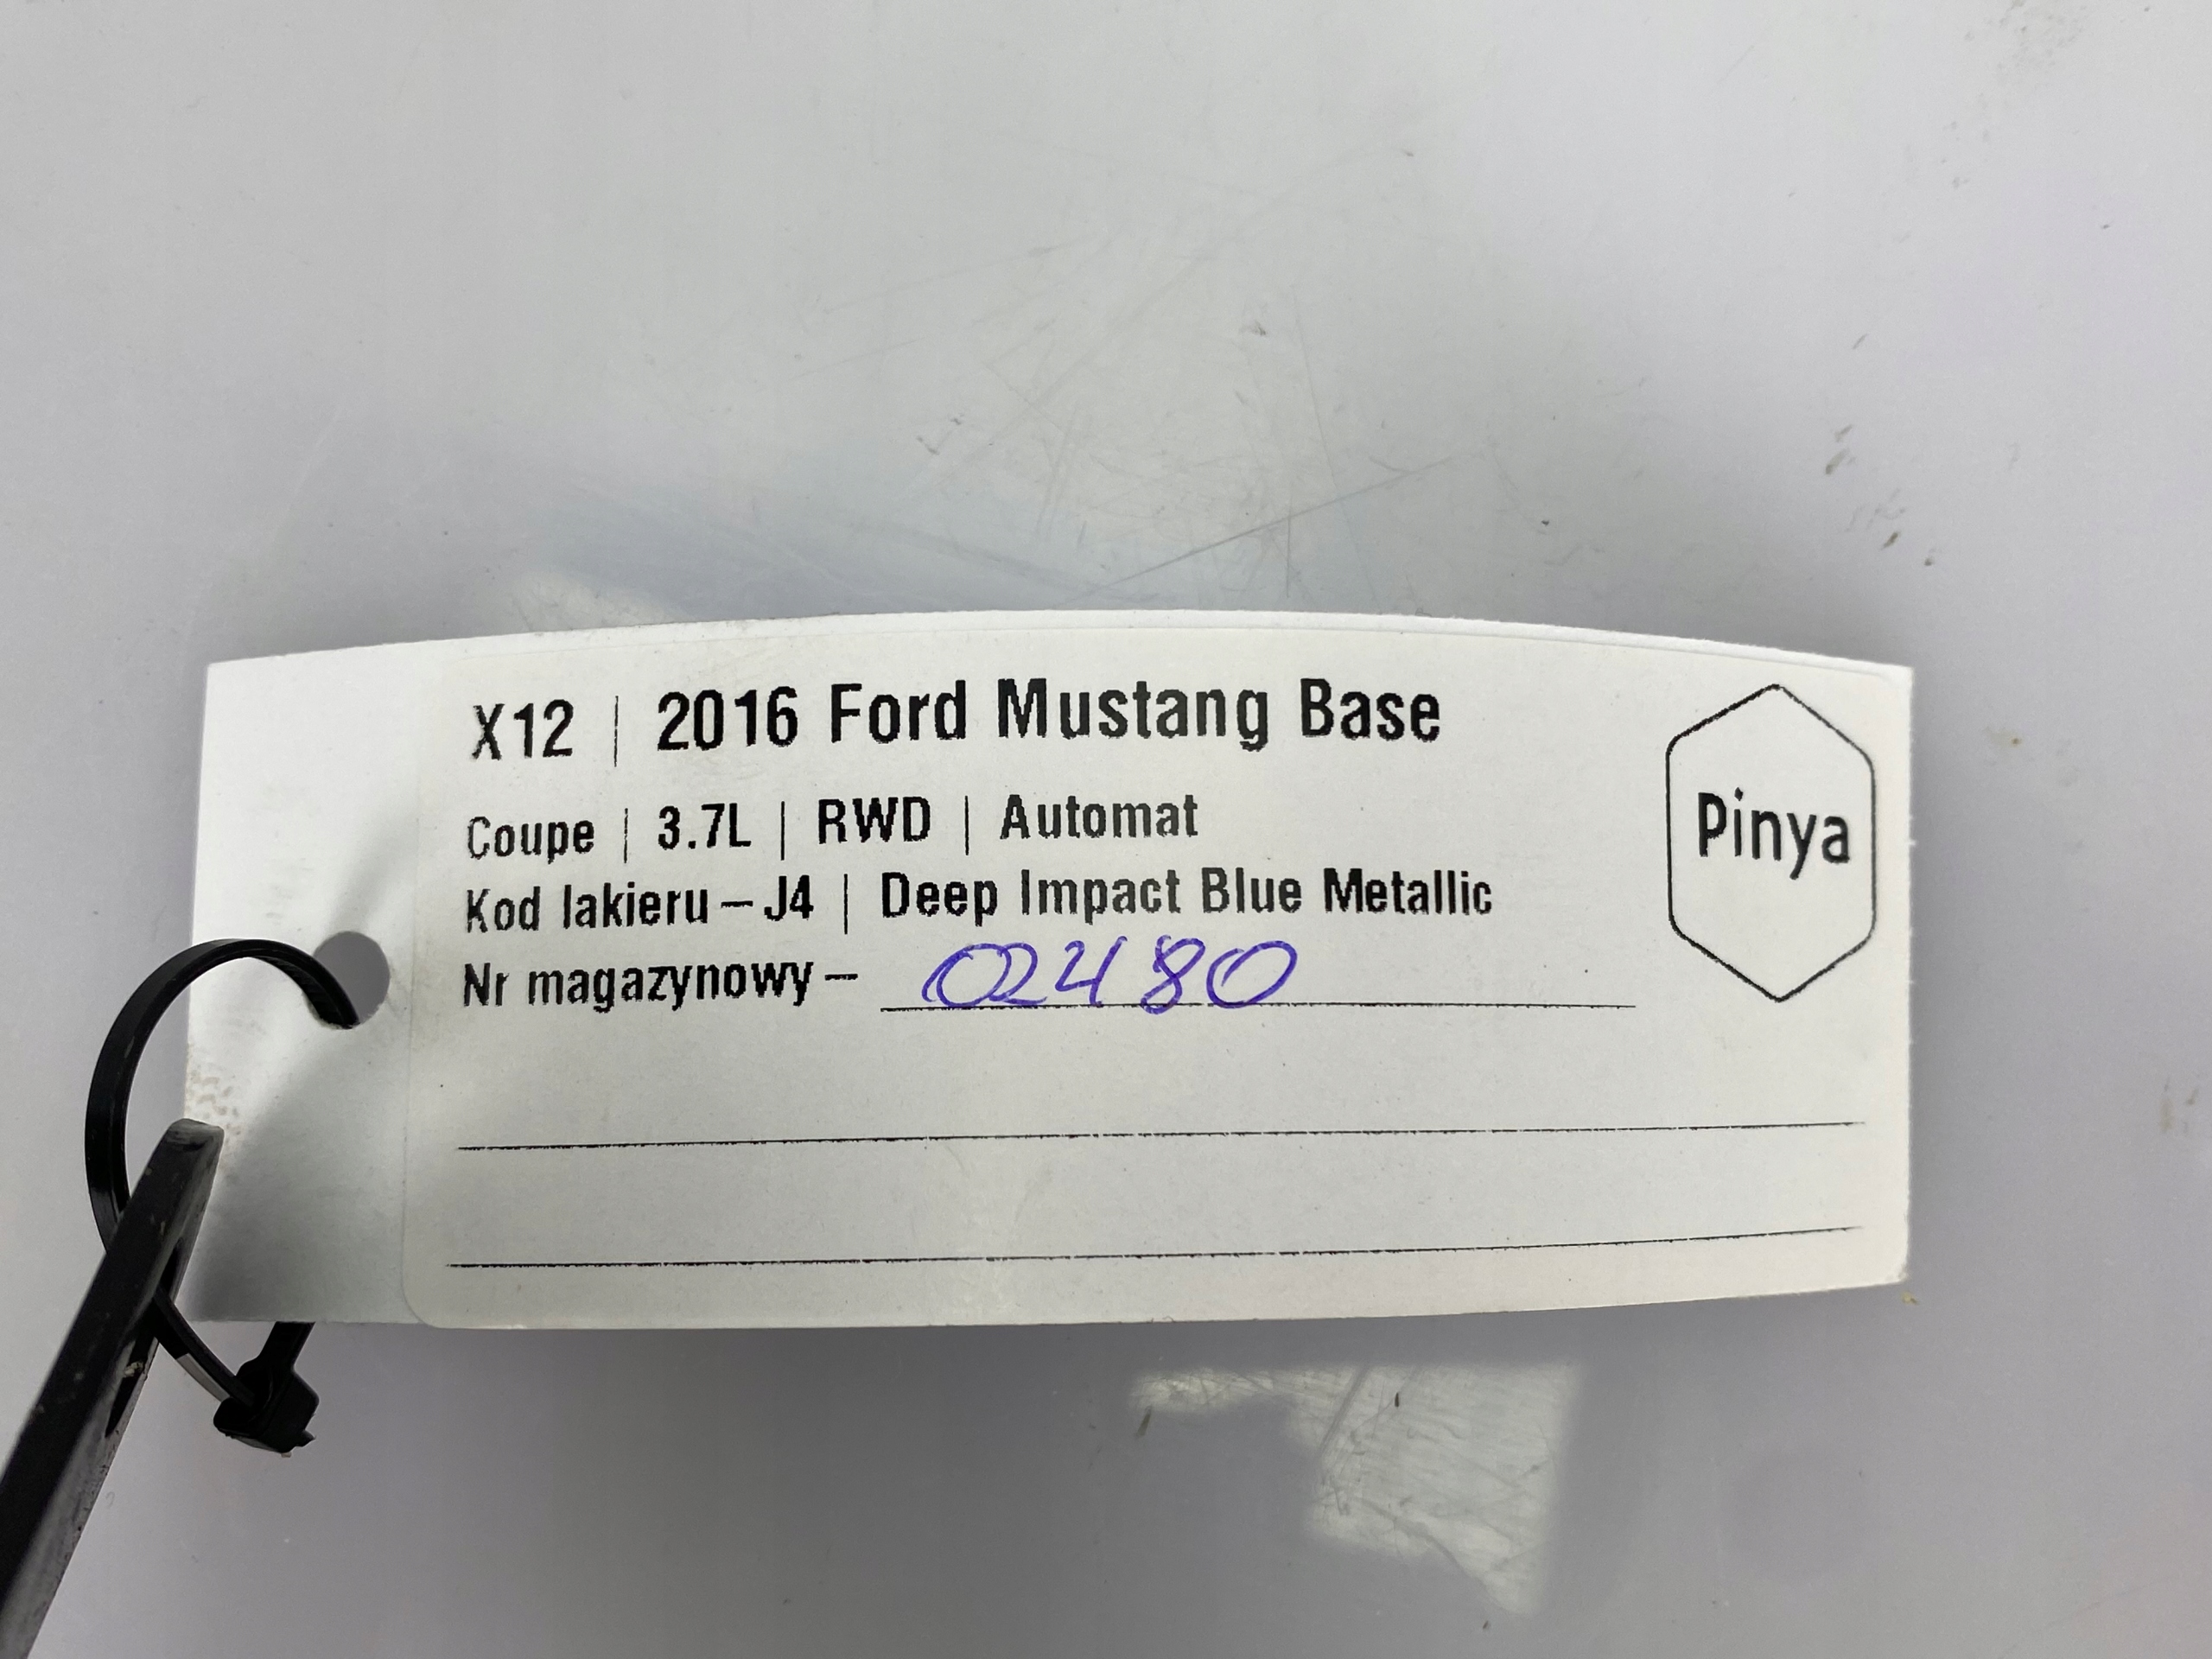 X12 | 2016 Ford Mustang Base
Coupe | 3.7L | RWD | Automat
Kod lakieru – J4 | Deep Impact Blue Metallic
Nr magazynowy – 02480
Pinya